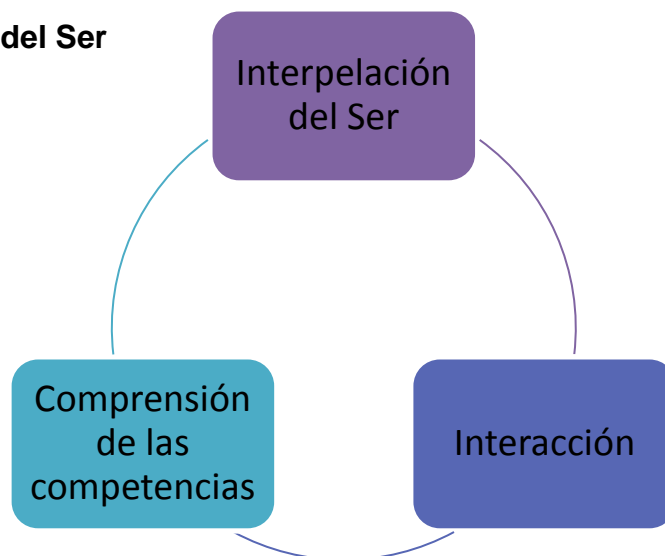 del Ser
Interpelación
del Ser
Comprensión
de las
competencias
Interacción